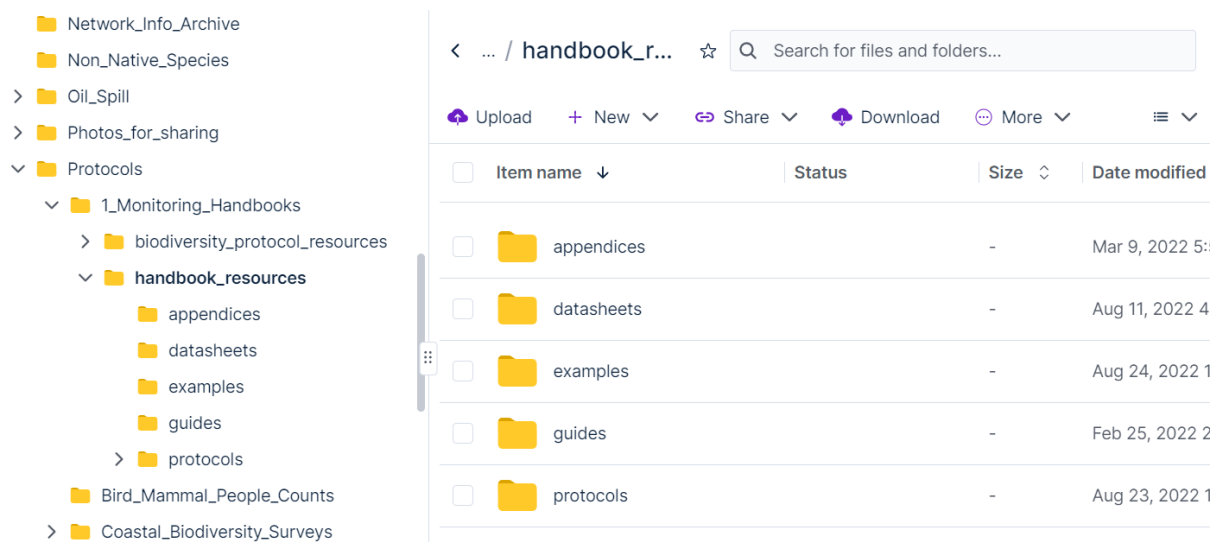 Network_Info_Archive
Non_Native_Species
Oil_Spill
Photos_for_sharing
Protocols
1_Monitoring_Handbooks
biodiversity_protocol_resources
handbook_resources
appendices
datasheets
examples
guides
protocols
Bird_Mammal_People_Counts
Coastal_Biodiversity_Surveys
... / handbook_r... Search for files and folders...
Upload New Share Download More
Item name Status Size Date modified
appendices - Mar 9, 2022
datasheets - Aug 11, 2022
examples - Aug 24, 2022
guides - Feb 25, 2022
protocols - Aug 23, 2022